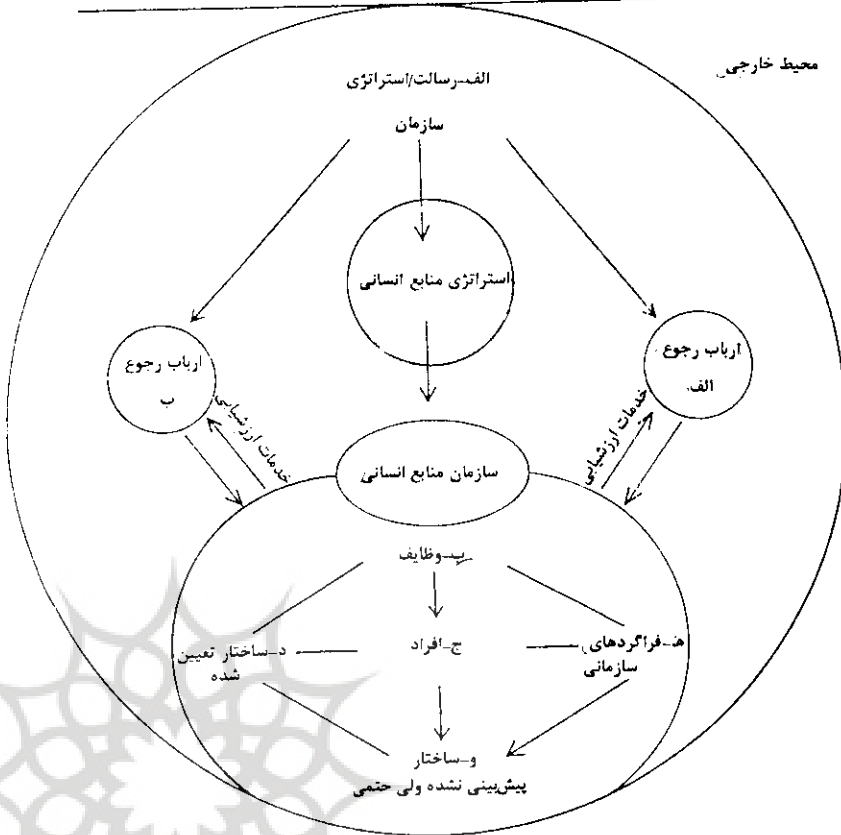 محیط خارجی
الف-رسالت/استراتژی
سازمان
استراتژی منابع انسانی
ارباب رجوع
الف
ارباب رجوع
ب
خدمات ارزشیابی
خدمات ارزشیابی
سازمان منابع انسانی
ب-وظایف
هـ-فراگردهای
سازمانی
ج-افراد
د-ساختار تعیین
شده
و-ساختار
پیش‌بینی نشده ولی حتمی